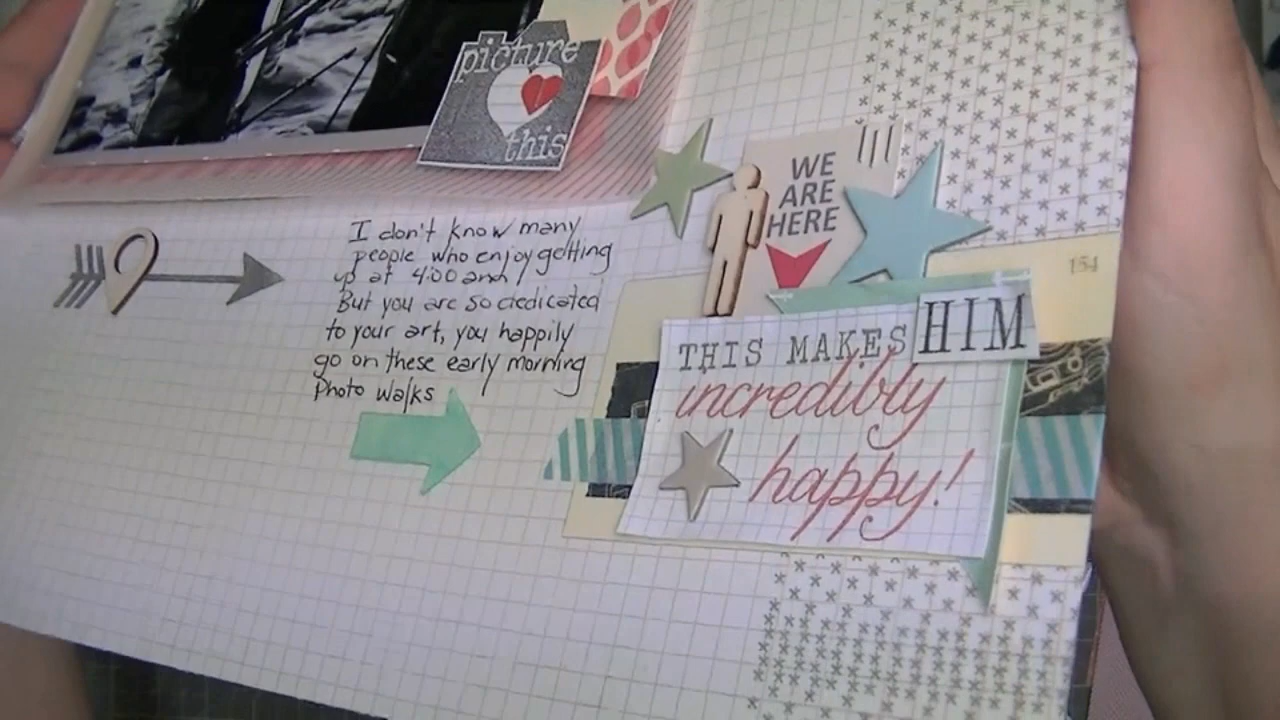 picture
this
WE
ARE
HERE
154
I don't know many
people who enjoy getting
up at 4:00 am!
But you are so dedicated
to your art, you happily
go on these early morning
Photo walks
THIS MAKES HIM
incredibly
happy!